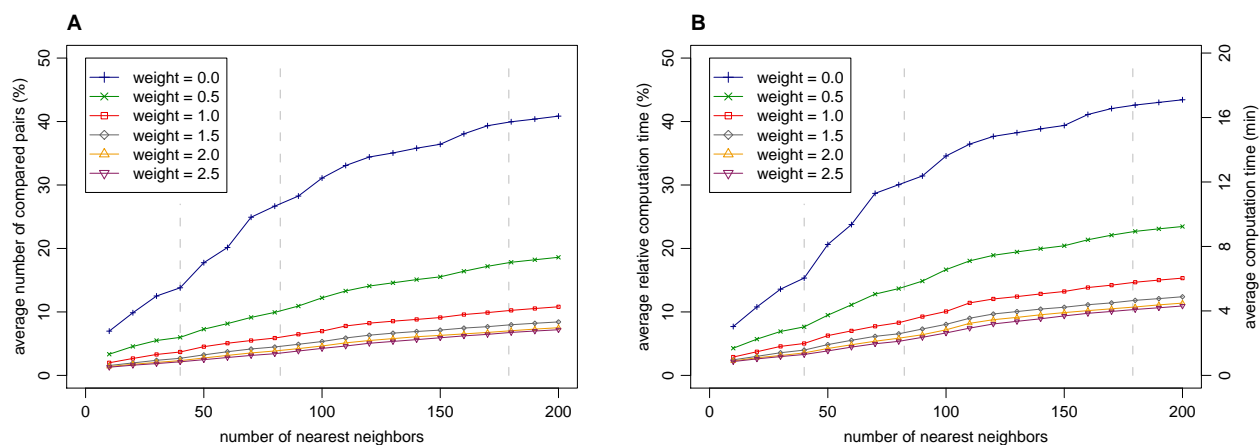 A
average number of compared pairs (%)
50
40
30
20
10
0
weight = 0.0
weight = 0.5
weight = 1.0
weight = 1.5
weight = 2.0
weight = 2.5
0 50 100 150 200
number of nearest neighbors
B
average relative computation time (%)
50
40
30
20
10
0
weight = 0.0
weight = 0.5
weight = 1.0
weight = 1.5
weight = 2.0
weight = 2.5
0 50 100 150 200
number of nearest neighbors
20
16
12
8
4
0
average computation time (min)